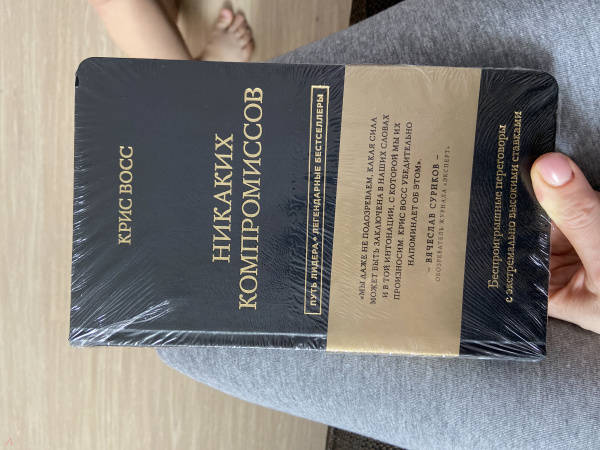 КРИС ВОСС
НИКАКИХ
КОМПРОМИССОВ
ПУТЬ ЛИДЕРА • ЛЕГЕНДАРНЫЕ БЕСТСЕЛЛЕРЫ
«МЫ ДАЖЕ НЕ ПОДОЗРЕВАЕМ, КАКАЯ СИЛА
МОЖЕТ БЫТЬ ЗАКЛЮЧЕНА В НАШИХ СЛОВАХ
И В ТОЙ ИНТОНАЦИИ, С КОТОРОЙ МЫ ИХ
ПРОИЗНОСИМ. КРИС ВОСС УБЕДИТЕЛЬНО
НАПОМИНАЕТ ОБ ЭТОМ».
– ВЯЧЕСЛАВ СУРИКОВ –
ОБОЗРЕВАТЕЛЬ ЖУРНАЛА «ЭКСПЕРТ»
Беспроигрышные переговоры
с экстремально высокими ставками